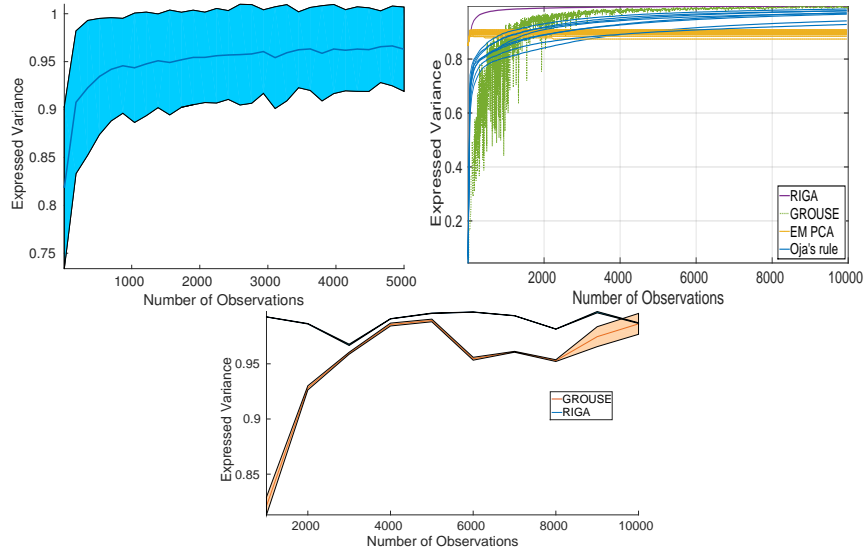 1
0.95
0.9
0.85
0.8
0.75
Expressed Variance
1000
2000
3000
4000
5000
Number of Observations
0.8
0.6
0.4
0.2
Expressed Variance
RIGA
GROUSE
EM PCA
Oja's rule
2000
4000
6000
8000
10000
Number of Observations
0.95
0.9
0.85
Expressed Variance
GROUSE
RIGA
2000
4000
6000
8000
10000
Number of Observations